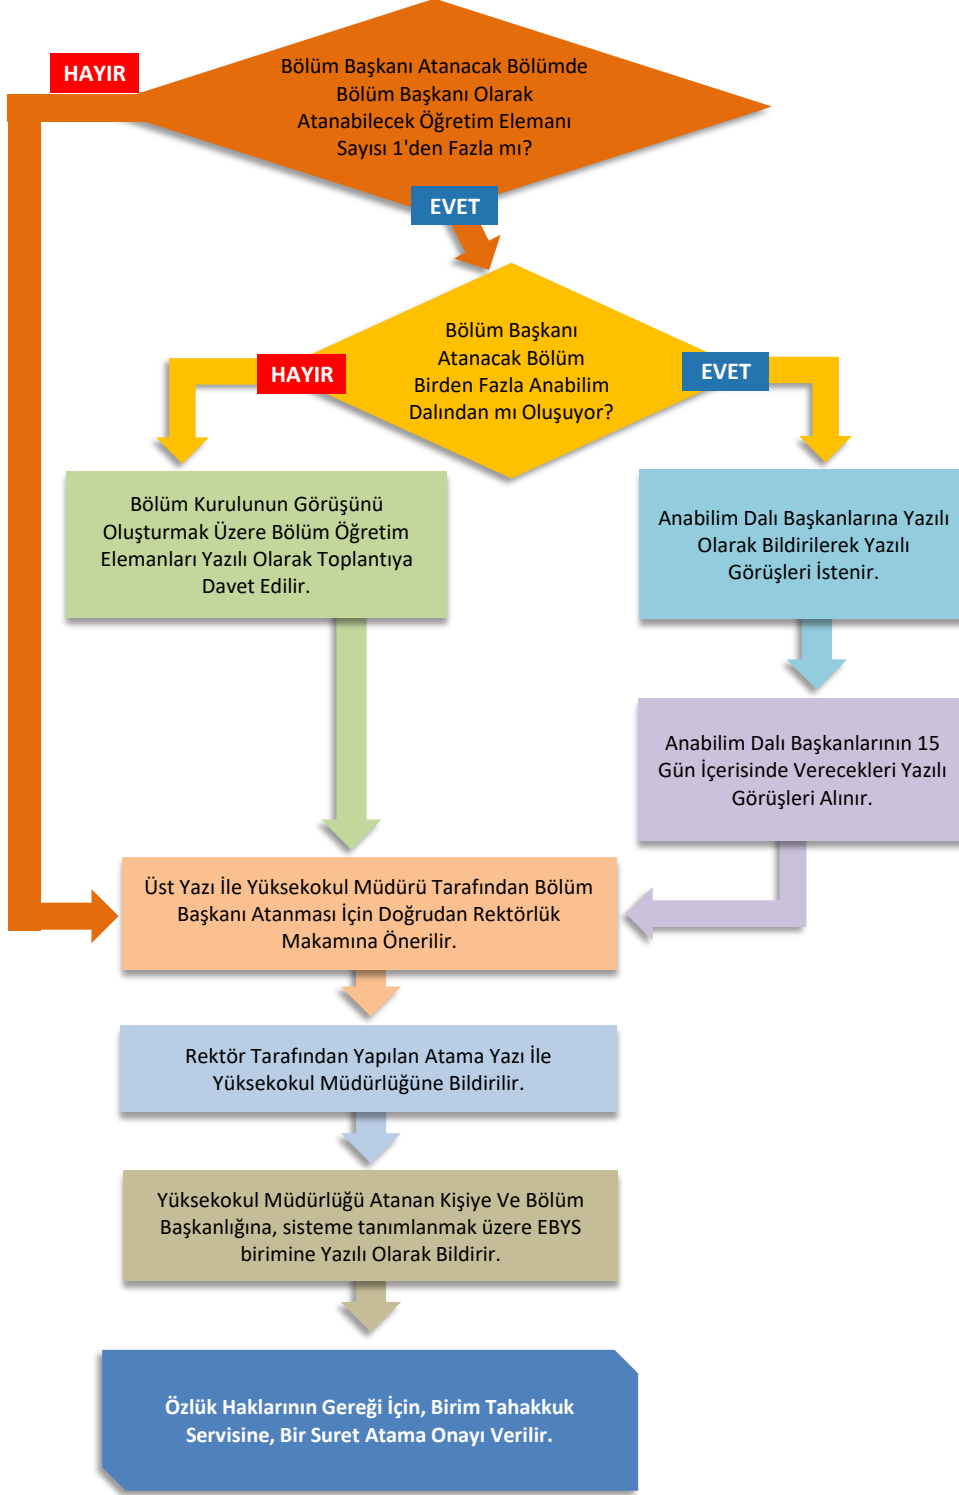 HAYIR
Bölüm Başkanı Atanacak Bölümde
Bölüm Başkanı Olarak
Atanabilecek Öğretim Elemanı
Sayısı 1'den Fazla mı?
EVET
Bölüm Başkanı
Atanacak Bölüm
Birden Fazla Anabilim
Dalından mı Oluşuyor?
HAYIR
EVET
Bölüm Kurulunun Görüşünü
Oluşturmak Üzere Bölüm Öğretim
Elemanları Yazılı Olarak Toplantıya
Davet Edilir.
Anabilim Dalı Başkanlarına Yazılı
Olarak Bildirilerek Yazılı
Görüşleri İstenir.
Anabilim Dalı Başkanlarının 15
Gün İçerisinde Verecekleri Yazılı
Görüşleri Alınır.
Üst Yazı İle Yüksekokul Müdürü Tarafından Bölüm
Başkanı Atanması İçin Doğrudan Rektörlük
Makamına Önerilir.
Rektör Tarafından Yapılan Atama Yazı İle
Yüksekokul Müdürlüğüne Bildirilir.
Yüksekokul Müdürlüğü Atanan Kişiye Ve Bölüm
Başkanlığına, sisteme tanımlanmak üzere EBYS
birimine Yazılı Olarak Bildirir.
Özlük Haklarının Gereği İçin, Birim Tahakkuk
Servisine, Bir Suret Atama Onayı Verilir.